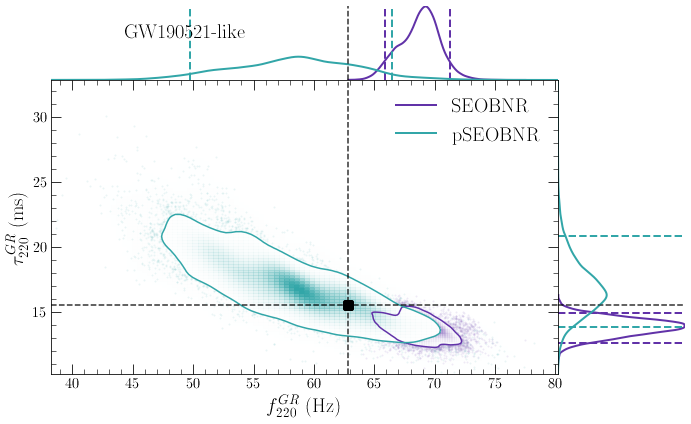 GW190521-like
SEOBNR
pSEOBNR
30
25
20
15
τ_{220}^{GR} (ms)
40 45 50 55 60 65 70 75 80
f_{220}^{GR} (Hz)